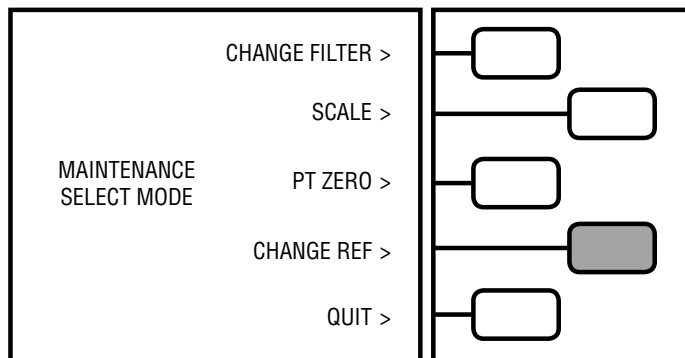 CHANGE FILTER >
SCALE >
MAINTENANCE
SELECT MODE
PT ZERO >
CHANGE REF >
QUIT >